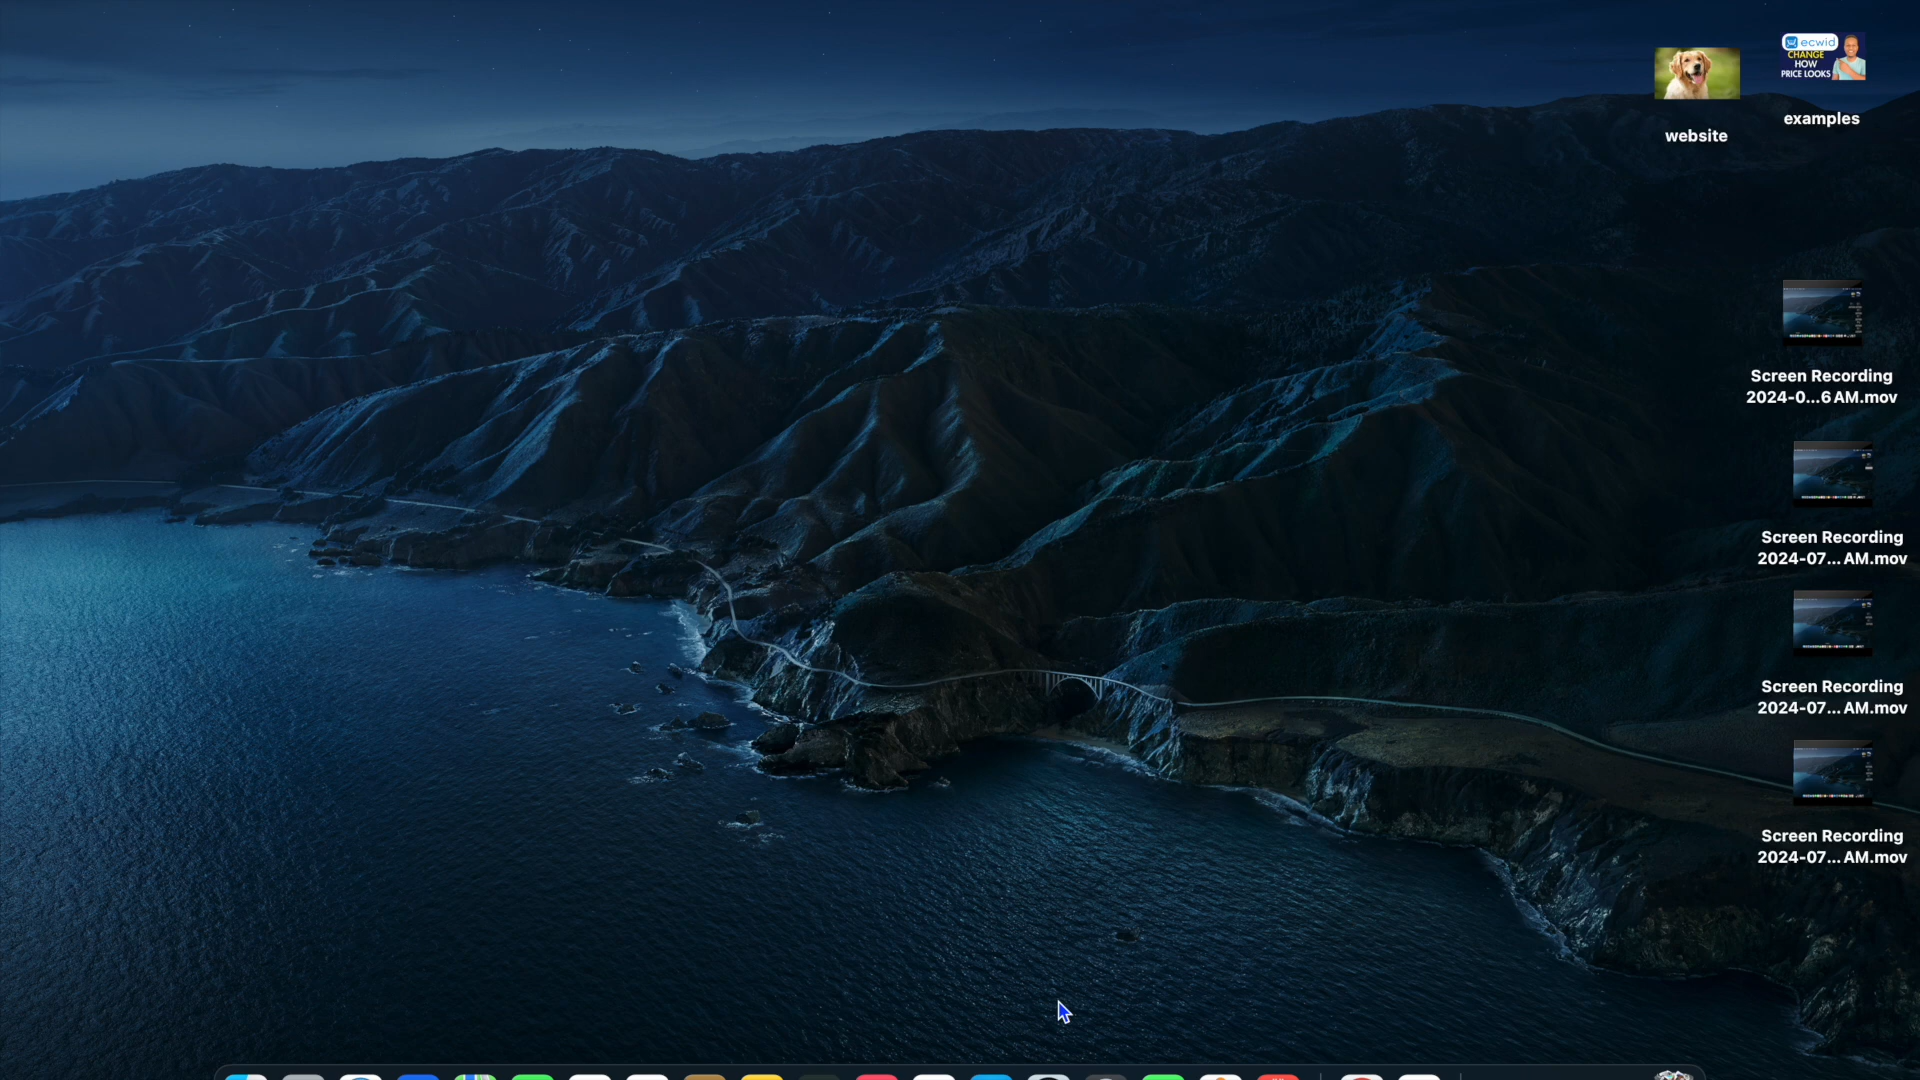 ecwid
CHANGE
HOW
PRICE LOOKS
website
examples
Screen Recording
2024-0...6 AM.mov
Screen Recording
2024-07... AM.mov
Screen Recording
2024-07... AM.mov
Screen Recording
2024-07... AM.mov